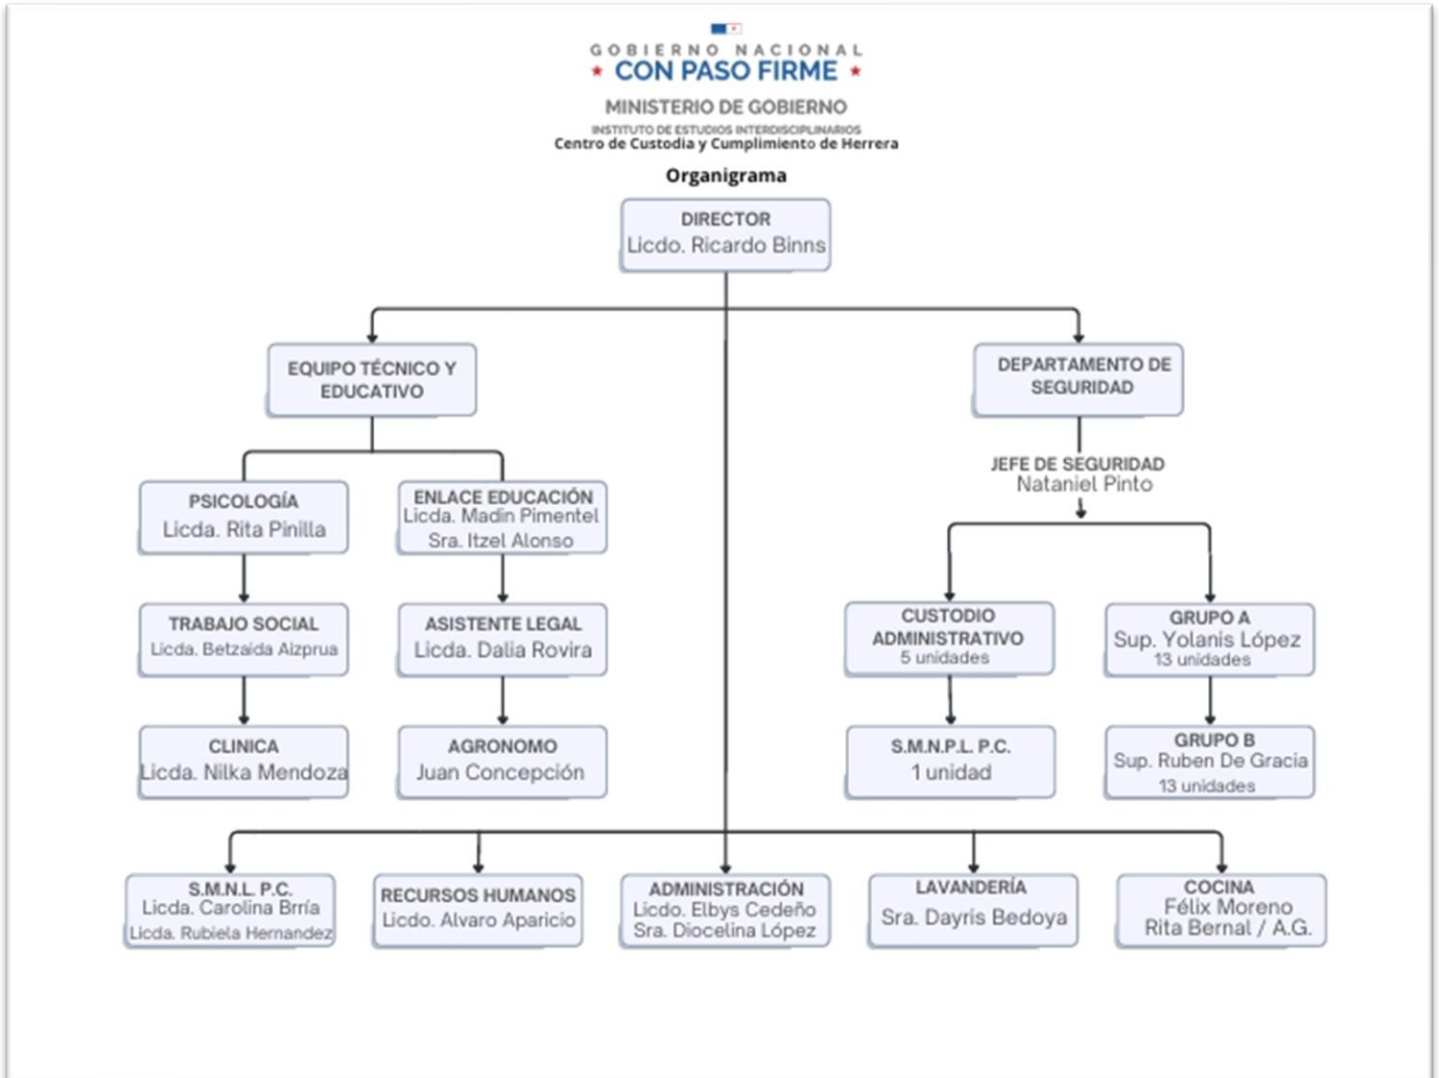 GOBIERNO NACIONAL
CON PASO FIRME
MINISTERIO DE GOBIERNO
INSTITUTO DE ESTUDIOS INTERDISCIPLINARIOS
Centro de Custodia y Cumplimiento de Herrera
Organigrama
DIRECTOR
Licdo. Ricardo Binns
EQUIPO TÉCNICO Y
EDUCATIVO
DEPARTAMENTO DE
SEGURIDAD
JEFE DE SEGURIDAD
Nataniel Pinto
PSICOLOGÍA
Licda. Rita Pinilla
ENLACE EDUCACIÓN
Licda. Madin Pimentel
Sra. Itzel Alonso
TRABAJO SOCIAL
Licda. Betzaida Aizprua
ASISTENTE LEGAL
Licda. Dalia Rovira
CUSTODIO
ADMINISTRATIVO
5 unidades
GRUPO A
Sup. Yolanis López
13 unidades
CLINICA
Licda. Nilka Mendoza
AGRONOMO
Juan Concepción
S.M.N.P.L. P.C.
1 unidad
GRUPO B
Sup. Ruben De Gracia
13 unidades
S.M.N.L. P.C.
Licda. Carolina Brría
Licda. Rubiela Hernandez
RECURSOS HUMANOS
Licdo. Alvaro Aparicio
ADMINISTRACIÓN
Licdo. Elbys Cedeño
Sra. Diocelina López
LAVANDERÍA
Sra. Dayris Bedoya
COCINA
Félix Moreno
Rita Bernal / A.G.